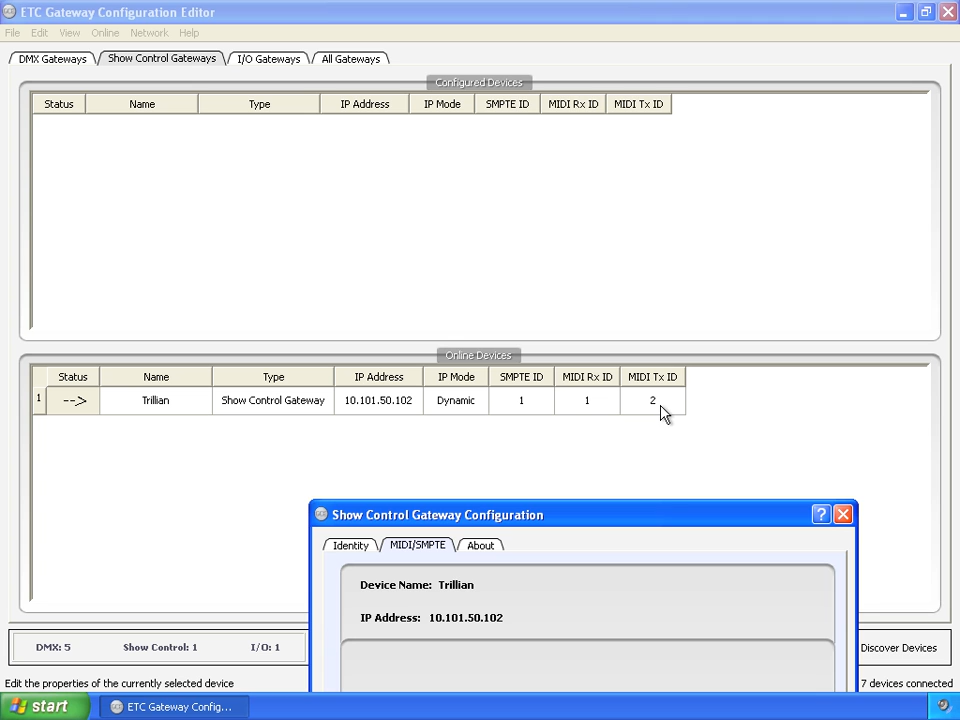 ETC Gateway Configuration Editor
File Edit View Online Network Help
DMX Gateways Show Control Gateways I/O Gateways All Gateways
Configured Devices
Status Name Type IP Address IP Mode SMPTE ID MIDI Rx ID MIDI Tx ID
Online Devices
Status Name Type IP Address IP Mode SMPTE ID MIDI Rx ID MIDI Tx ID
1 --> Trillian Show Control Gateway 10.101.50.102 Dynamic 1 1 2
Show Control Gateway Configuration
Identity MIDI/SMPTE About
Device Name: Trillian
IP Address: 10.101.50.102
DMX: 5 Show Control: 1 I/O: 1 Discover Devices
Edit the properties of the currently selected device 7 devices connected
start ETC Gateway Config...